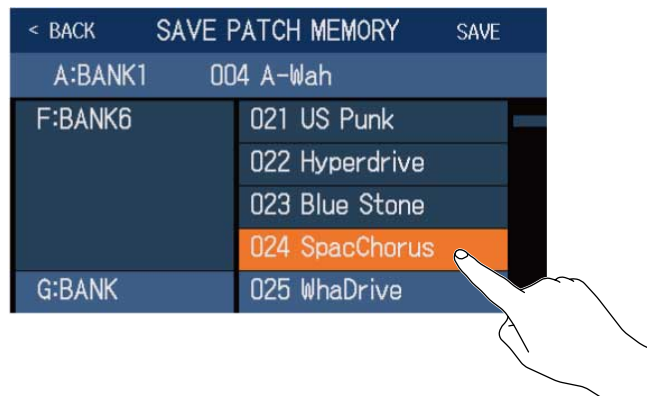 < BACK SAVE PATCH MEMORY SAVE
A:BANK1 004 A-Wah
F:BANK6 021 US Punk
022 Hyperdrive
023 Blue Stone
024 SpacChorus
G:BANK 025 WhaDrive